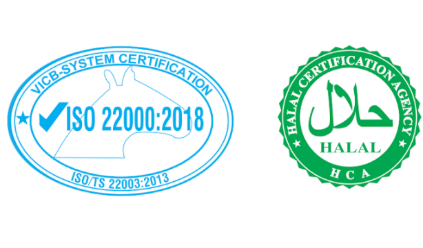 VICB-SYSTEM CERTIFICATION
ISO 22000:2018
ISO/TS 22003:2013
HALAL CERTIFICATION AGENCY
حلال
HALAL
HCA